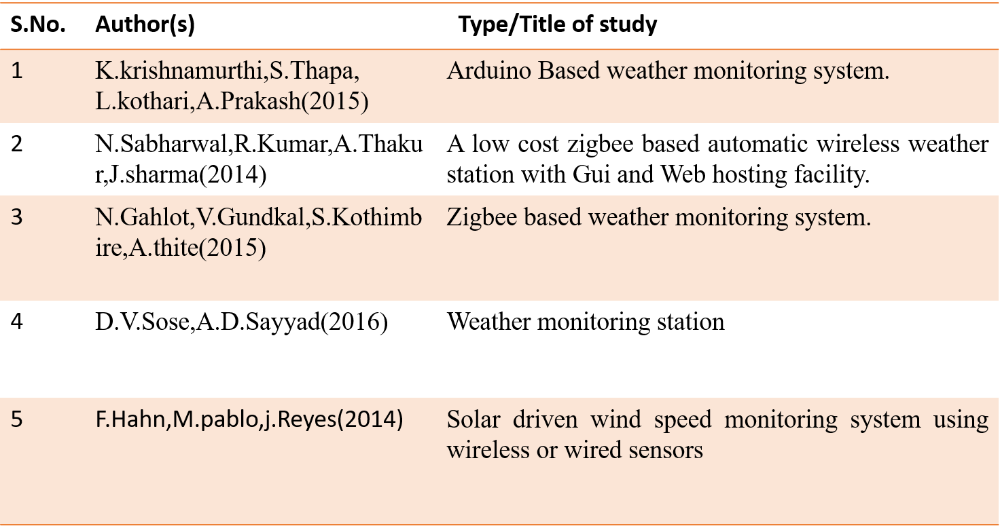 S.No. Author(s) Type/Title of study
1 K.krishnamurthi,S.Thapa, Arduino Based weather monitoring system.
L.kothari,A.Prakash(2015)
2 N.Sabharwal,R.Kumar,A.Thaku A low cost zigbee based automatic wireless weather
r,J.sharma(2014) station with Gui and Web hosting facility.
3 N.Gahlot,V.Gundkal,S.Kothimb Zigbee based weather monitoring system.
ire,A.thite(2015)
4 D.V.Sose,A.D.Sayyad(2016) Weather monitoring station
5 F.Hahn,M.pablo,j.Reyes(2014) Solar driven wind speed monitoring system using
wireless or wired sensors